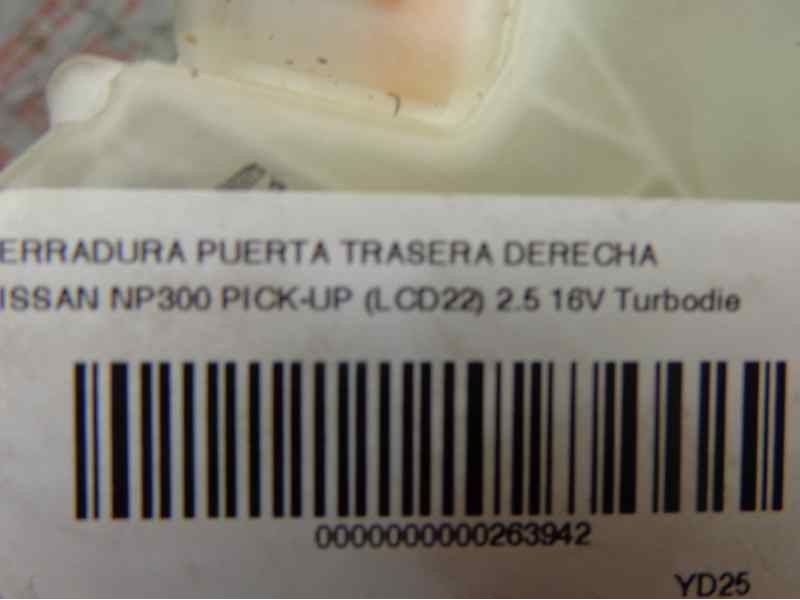 ERRADURA PUERTA TRASERA DERECHA
ISSAN NP300 PICK-UP (LCD22) 2.5 16V Turbodie
0000000000263942
YD25